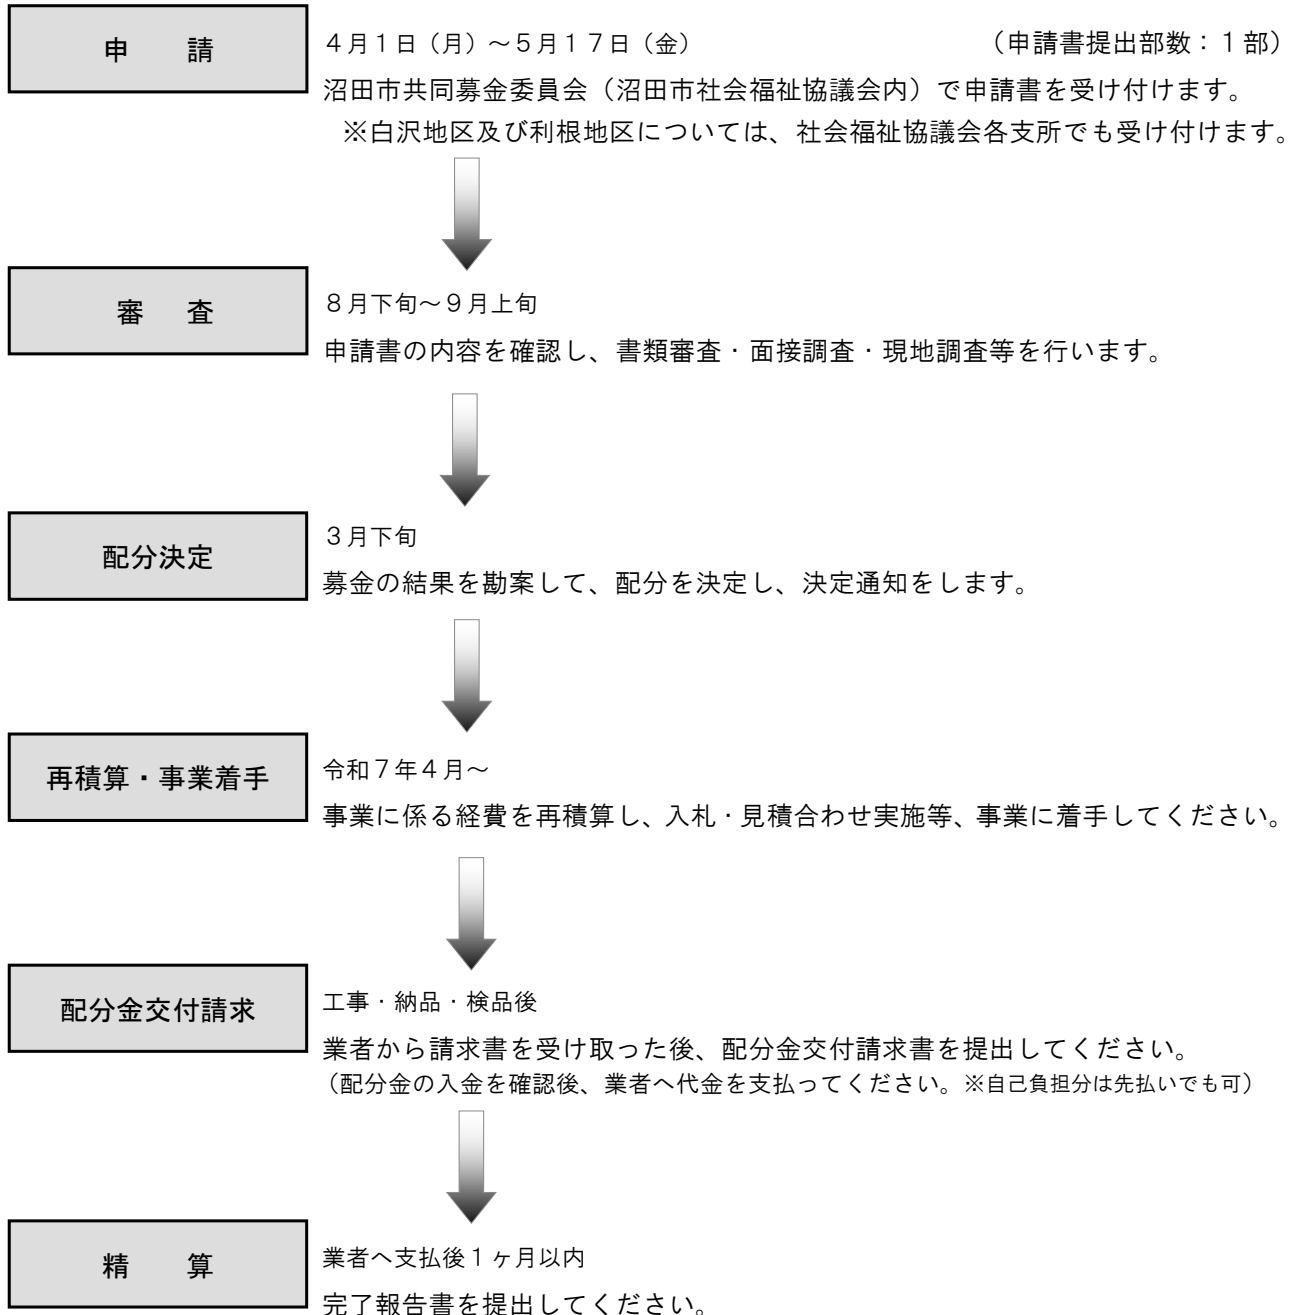 申　請
４月１日（月）～５月１７日（金）　（申請書提出部数：１部）
沼田市共同募金委員会（沼田市社会福祉協議会内）で申請書を受け付けます。
※白沢地区及び利根地区については、社会福祉協議会各支所でも受け付けます。
審　査
８月下旬～９月上旬
申請書の内容を確認し、書類審査・面接調査・現地調査等を行います。
配分決定
３月下旬
募金の結果を勘案して、配分を決定し、決定通知をします。
再積算・事業着手
令和７年４月～
事業に係る経費を再積算し、入札・見積合わせ実施等、事業に着手してください。
配分金交付請求
工事・納品・検品後
業者から請求書を受け取った後、配分金交付請求書を提出してください。
（配分金の入金を確認後、業者へ代金を支払ってください。※自己負担分は先払いでも可）
精　算
業者へ支払後１ヶ月以内
完了報告書を提出してください。